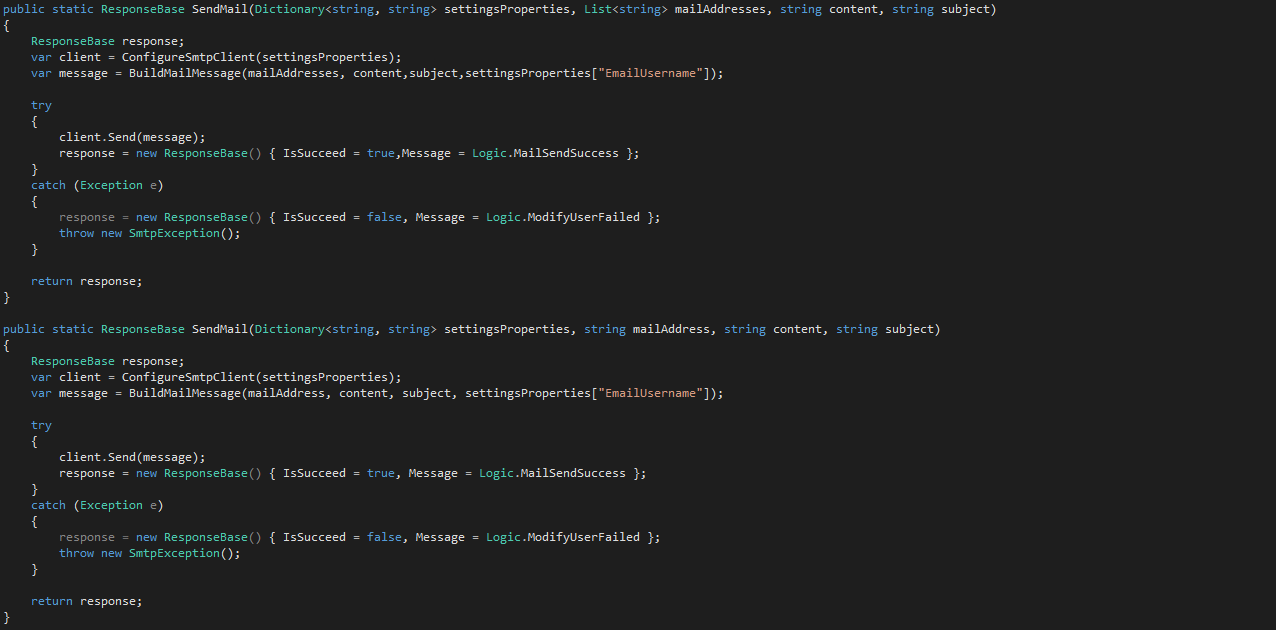 public static ResponseBase SendMail(Dictionary<string, string> settingsProperties, List<string> mailAddresses, string content, string subject)
{
    ResponseBase response;
    var client = ConfigureSmtpClient(settingsProperties);
    var message = BuildMailMessage(mailAddresses, content,subject,settingsProperties["EmailUsername"]);

    try
    {
        client.Send(message);
        response = new ResponseBase() { IsSucceed = true,Message = Logic.MailSendSuccess };
    }
    catch (Exception e)
    {
        response = new ResponseBase() { IsSucceed = false, Message = Logic.ModifyUserFailed };
        throw new SmtpException();
    }

    return response;
}

public static ResponseBase SendMail(Dictionary<string, string> settingsProperties, string mailAddress, string content, string subject)
{
    ResponseBase response;
    var client = ConfigureSmtpClient(settingsProperties);
    var message = BuildMailMessage(mailAddress, content, subject, settingsProperties["EmailUsername"]);

    try
    {
        client.Send(message);
        response = new ResponseBase() { IsSucceed = true, Message = Logic.MailSendSuccess };
    }
    catch (Exception e)
    {
        response = new ResponseBase() { IsSucceed = false, Message = Logic.ModifyUserFailed };
        throw new SmtpException();
    }

    return response;
}